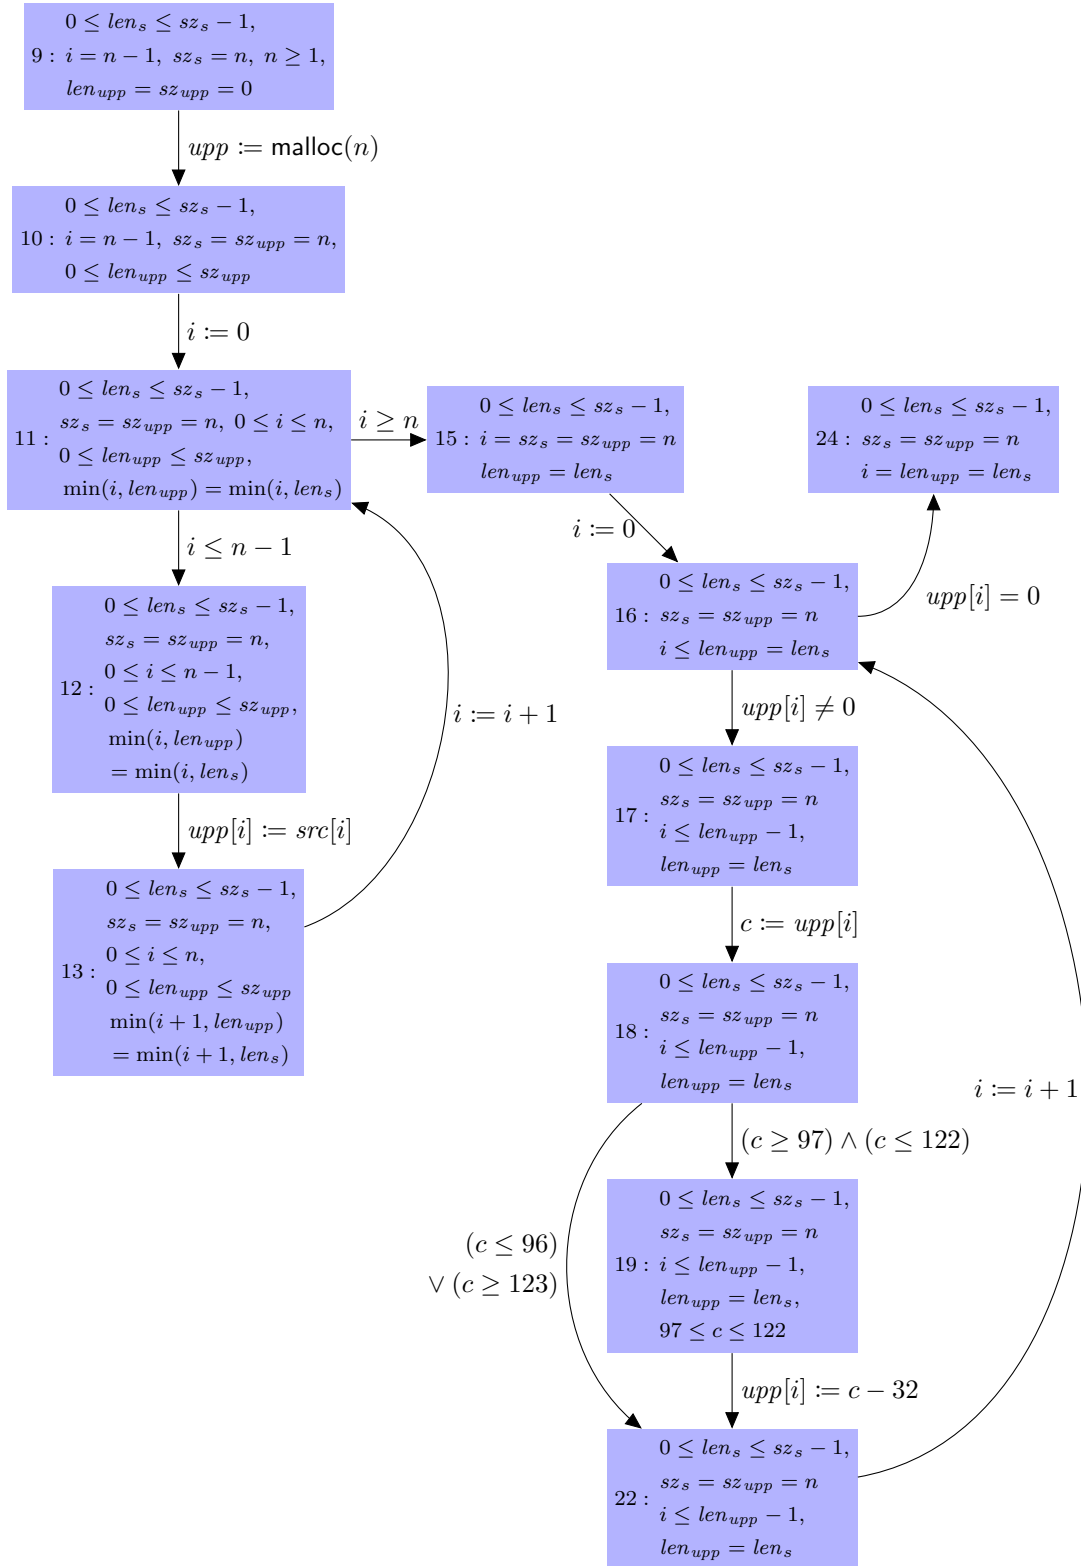 0 ≤ len_s ≤ sz_s − 1,
9 : i = n − 1, sz_s = n, n ≥ 1,
len_upp = sz_upp = 0
upp := malloc(n)
0 ≤ len_s ≤ sz_s − 1,
10 : i = n − 1, sz_s = sz_upp = n,
0 ≤ len_upp ≤ sz_upp
i := 0
0 ≤ len_s ≤ sz_s − 1,
sz_s = sz_upp = n, 0 ≤ i ≤ n,
11 :
0 ≤ len_upp ≤ sz_upp,
min(i, len_upp) = min(i, len_s)
i ≥ n
0 ≤ len_s ≤ sz_s − 1,
15 : i = sz_s = sz_upp = n
len_upp = len_s
0 ≤ len_s ≤ sz_s − 1,
24 : sz_s = sz_upp = n
i = len_upp = len_s
i ≤ n − 1
i := 0
upp[i] = 0
0 ≤ len_s ≤ sz_s − 1,
sz_s = sz_upp = n,
0 ≤ i ≤ n − 1,
12 :
0 ≤ len_upp ≤ sz_upp,
min(i, len_upp)
= min(i, len_s)
i := i + 1
0 ≤ len_s ≤ sz_s − 1,
16 : sz_s = sz_upp = n
i ≤ len_upp = len_s
upp[i] ≠ 0
upp[i] := src[i]
0 ≤ len_s ≤ sz_s − 1,
sz_s = sz_upp = n
17 :
i ≤ len_upp − 1,
len_upp = len_s
0 ≤ len_s ≤ sz_s − 1,
sz_s = sz_upp = n,
0 ≤ i ≤ n,
13 :
0 ≤ len_upp ≤ sz_upp
min(i + 1, len_upp)
= min(i + 1, len_s)
c := upp[i]
0 ≤ len_s ≤ sz_s − 1,
sz_s = sz_upp = n
18 :
i ≤ len_upp − 1,
len_upp = len_s
i := i + 1
(c ≥ 97) ∧ (c ≤ 122)
(c ≤ 96)
∨ (c ≥ 123)
0 ≤ len_s ≤ sz_s − 1,
sz_s = sz_upp = n
19 : i ≤ len_upp − 1,
len_upp = len_s,
97 ≤ c ≤ 122
upp[i] := c − 32
0 ≤ len_s ≤ sz_s − 1,
sz_s = sz_upp = n
22 :
i ≤ len_upp − 1,
len_upp = len_s